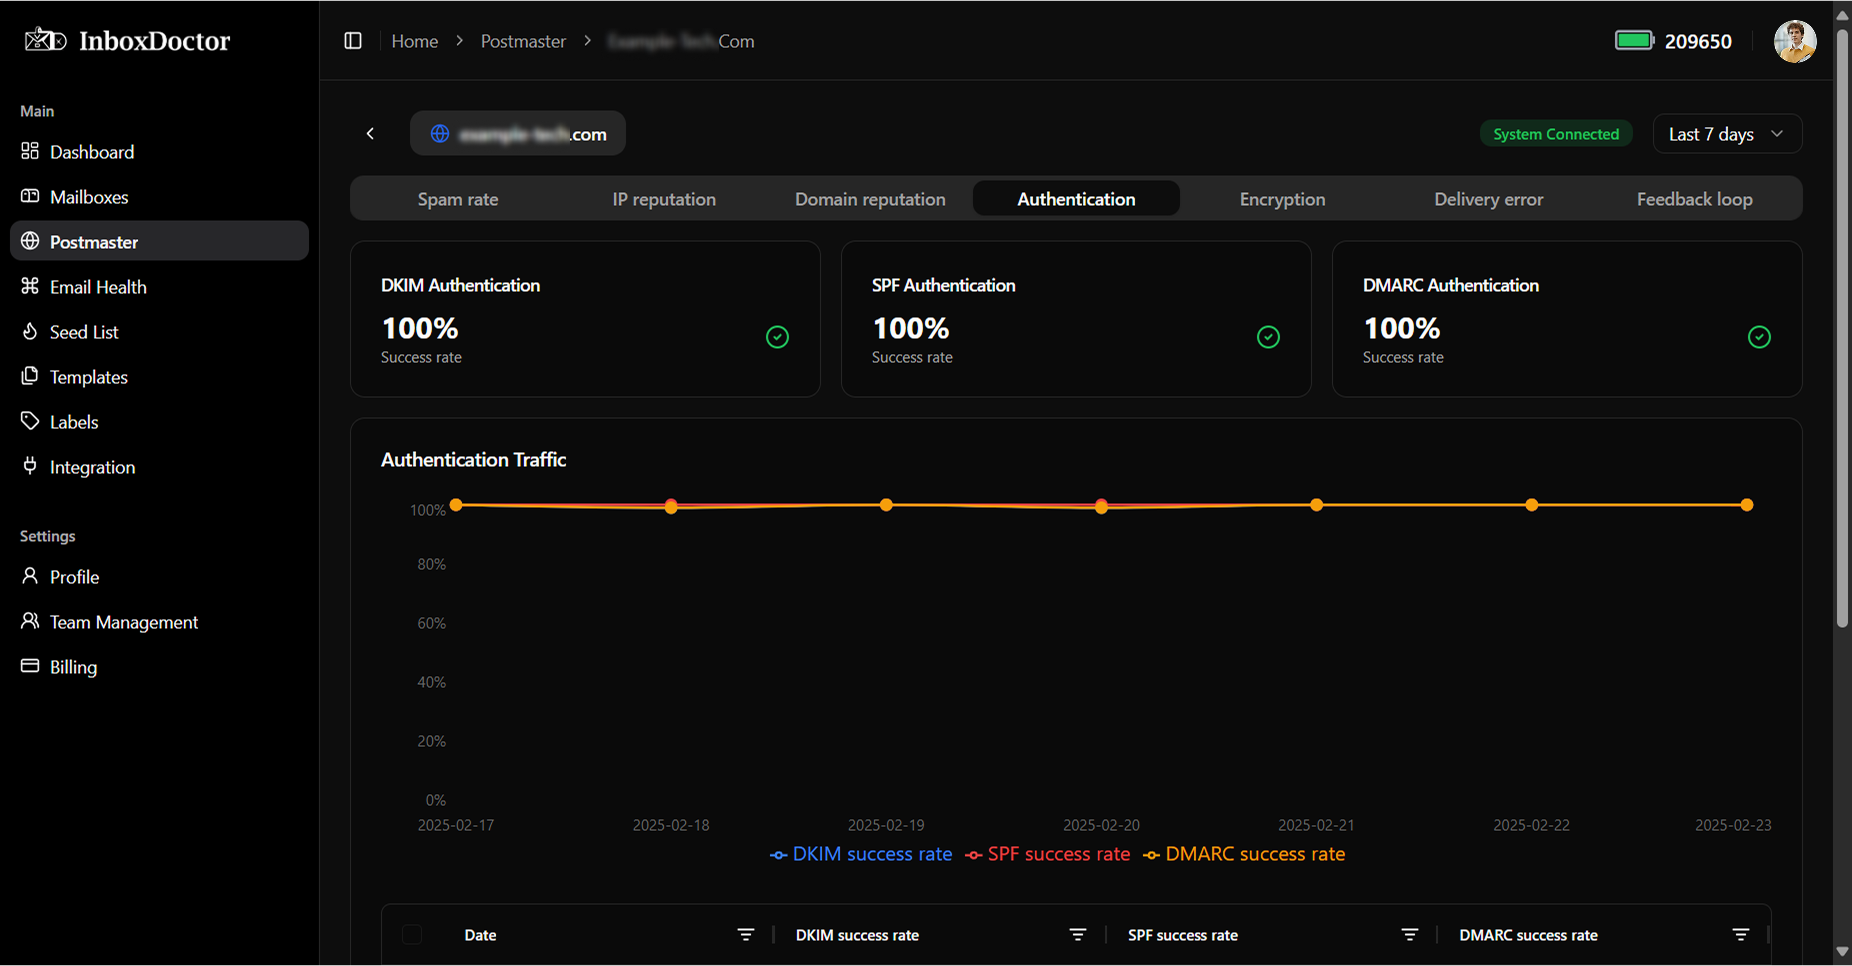 InboxDoctor
Main
Dashboard
Mailboxes
Postmaster
Email Health
Seed List
Templates
Labels
Integration
Settings
Profile
Team Management
Billing
Home > Postmaster > .Com
209650
.com
System Connected
Last 7 days
Spam rate
IP reputation
Domain reputation
Authentication
Encryption
Delivery error
Feedback loop
DKIM Authentication
100%
Success rate
SPF Authentication
100%
Success rate
DMARC Authentication
100%
Success rate
Authentication Traffic
100%
80%
60%
40%
20%
0%
2025-02-17 2025-02-18 2025-02-19 2025-02-20 2025-02-21 2025-02-22 2025-02-23
DKIM success rate SPF success rate DMARC success rate
Date DKIM success rate SPF success rate DMARC success rate